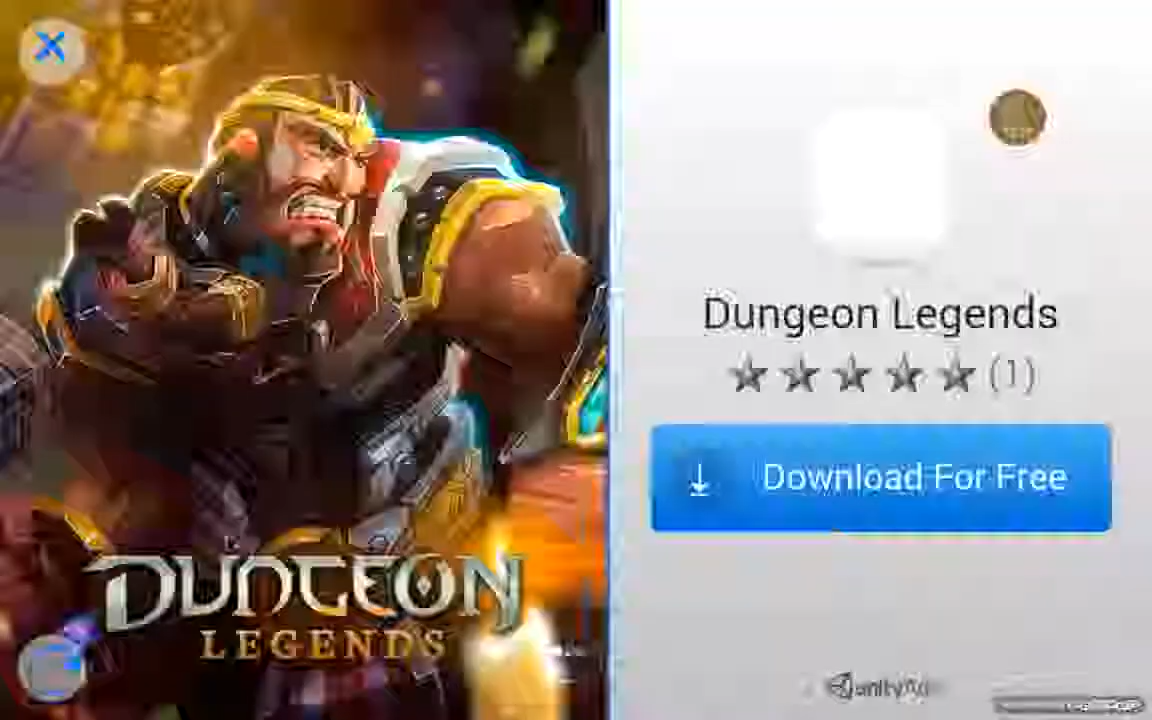 DUNGEON
LEGENDS
Dungeon Legends
(1)
Download For Free